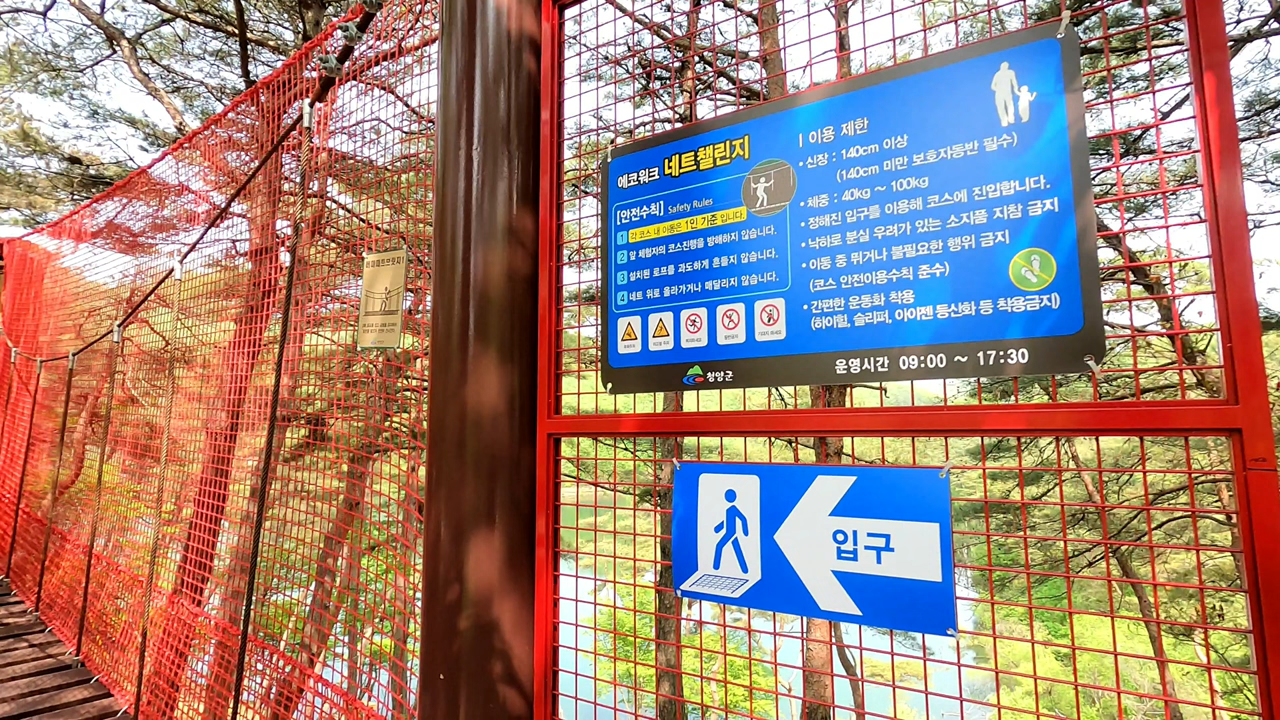 에코워크 네트챌린지
[안전수칙] Safety Rules
1 각 코스 내 이동은 1인 기준 입니다.
2 앞 체험자의 코스진행을 방해하지 않습니다.
3 설치된 로프를 과도하게 흔들지 않습니다.
4 네트 위로 올라가거나 매달리지 않습니다.
| 이용 제한
• 신장 : 140cm 이상
(140cm 미만 보호자동반 필수)
• 체중 : 40kg ~ 100kg
• 정해진 입구를 이용해 코스에 진입합니다.
• 낙하로 분실 우려가 있는 소지품 지참 금지
• 이동 중 뛰거나 불필요한 행위 금지
(코스 안전이용수칙 준수)
• 간편한 운동화 착용
(하이힐, 슬리퍼, 아이젠 등산화 등 착용금지)
청양군
운영시간 09:00 ~ 17:30
입구